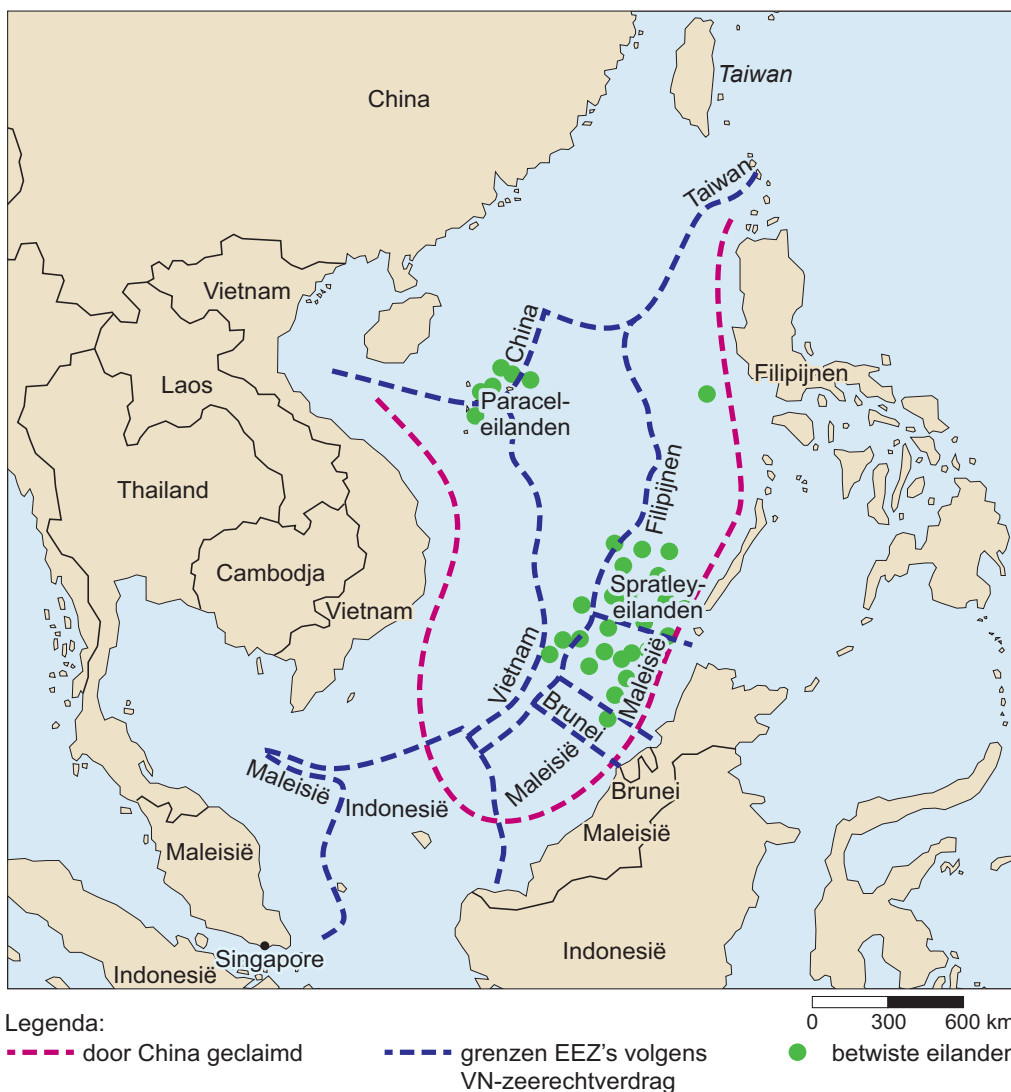 Taiwan
China
Taiwan
Vietnam
China
Laos
Filipijnen
Paracel-
eilanden
Thailand
Filipijnen
Cambodja
Spratley-
eilanden
Vietnam
Vietnam
Maleisië
Brunei
Maleisië
Maleisië
Indonesië
Brunei
Maleisië
Maleisië
Indonesië
Singapore
Indonesië
Legenda:
0 300 600 km
door China geclaimd
grenzen EEZ's volgens
VN-zeerechtverdrag
betwiste eilanden